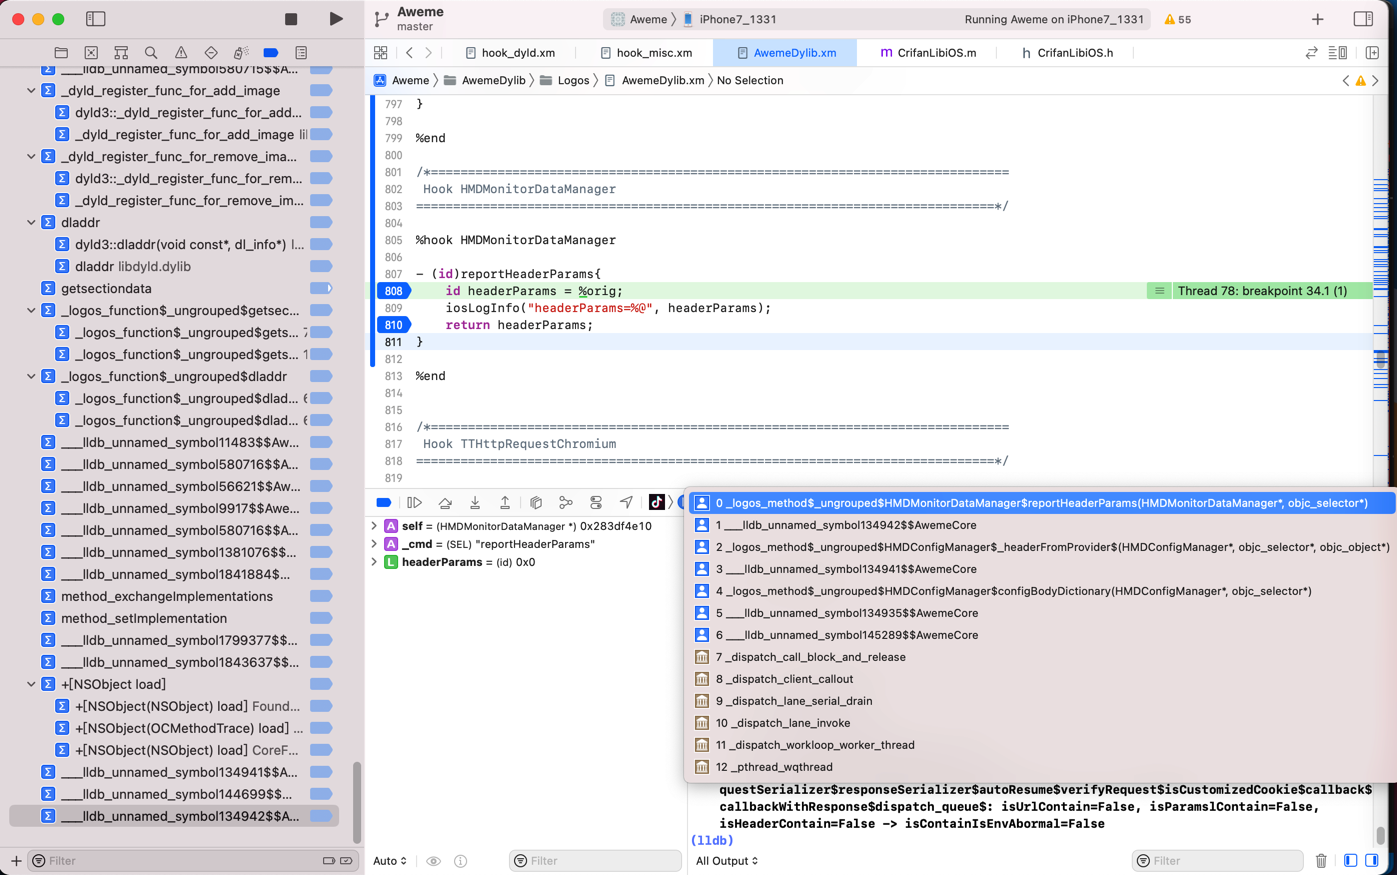 Aweme
master
Aweme 〉 iPhone7_1331
Running Aweme on iPhone7_1331
55
hook_dyld.xm
hook_misc.xm
AwemeDylib.xm
m CrifanLibiOS.m
h CrifanLibiOS.h
Aweme 〉 AwemeDylib 〉 Logos 〉 AwemeDylib.xm 〉 No Selection
___lldb_unnamed_symbol580715$$A...
_dyld_register_func_for_add_image
dyld3::_dyld_register_func_for_add...
_dyld_register_func_for_add_image li
_dyld_register_func_for_remove_ima...
dyld3::_dyld_register_func_for_rem...
_dyld_register_func_for_remove_im...
dladdr
dyld3::dladdr(void const*, dl_info*) l...
dladdr libdyld.dylib
getsectiondata
_logos_function$_ungrouped$getsec...
_logos_function$_ungrouped$gets... 7
_logos_function$_ungrouped$gets... 1
_logos_function$_ungrouped$dladdr
_logos_function$_ungrouped$dlad... 6
_logos_function$_ungrouped$dlad... 6
___lldb_unnamed_symbol11483$$Aw...
___lldb_unnamed_symbol580716$$A...
___lldb_unnamed_symbol56621$$Aw...
___lldb_unnamed_symbol9917$$Awe...
___lldb_unnamed_symbol580716$$A...
___lldb_unnamed_symbol1381076$$...
___lldb_unnamed_symbol1841884$...
method_exchangeImplementations
method_setImplementation
___lldb_unnamed_symbol1799377$$...
___lldb_unnamed_symbol1843637$$...
+[NSObject load]
+[NSObject(NSObject) load] Found...
+[NSObject(OCMethodTrace) load] ...
+[NSObject(NSObject) load] CoreF...
___lldb_unnamed_symbol134941$$A...
___lldb_unnamed_symbol144699$$...
___lldb_unnamed_symbol134942$$A...
Filter
797 }
798
799 %end
800
801 /*==============================================================================
802 Hook HMDMonitorDataManager
803 ==============================================================================*/
804
805 %hook HMDMonitorDataManager
806
807 - (id)reportHeaderParams{
808 id headerParams = %orig;
Thread 78: breakpoint 34.1 (1)
809 iosLogInfo("headerParams=%@", headerParams);
810 return headerParams;
811 }
812
813 %end
814
815
816 /*==============================================================================
817 Hook TTHttpRequestChromium
818 ==============================================================================*/
819
self = (HMDMonitorDataManager *) 0x283df4e10
_cmd = (SEL) "reportHeaderParams"
L headerParams = (id) 0x0
0 _logos_method$_ungrouped$HMDMonitorDataManager$reportHeaderParams(HMDMonitorDataManager*, objc_selector*)
1 ___lldb_unnamed_symbol134942$$AwemeCore
2 _logos_method$_ungrouped$HMDConfigManager$_headerFromProvider$(HMDConfigManager*, objc_selector*, objc_object*)
3 ___lldb_unnamed_symbol134941$$AwemeCore
4 _logos_method$_ungrouped$HMDConfigManager$configBodyDictionary(HMDConfigManager*, objc_selector*)
5 ___lldb_unnamed_symbol134935$$AwemeCore
6 ___lldb_unnamed_symbol145289$$AwemeCore
7 _dispatch_call_block_and_release
8 _dispatch_client_callout
9 _dispatch_lane_serial_drain
10 _dispatch_lane_invoke
11 _dispatch_workloop_worker_thread
12 _pthread_wqthread
questSerializer$responseSerializer$autoResume$verifyRequest$isCustomizedCookie$callback$
callbackWithResponse$dispatch_queue$: isUrlContain=False, isParamslContain=False,
isHeaderContain=False -> isContainIsEnvAbnormal=False
(lldb)
Auto
Filter
All Output
Filter